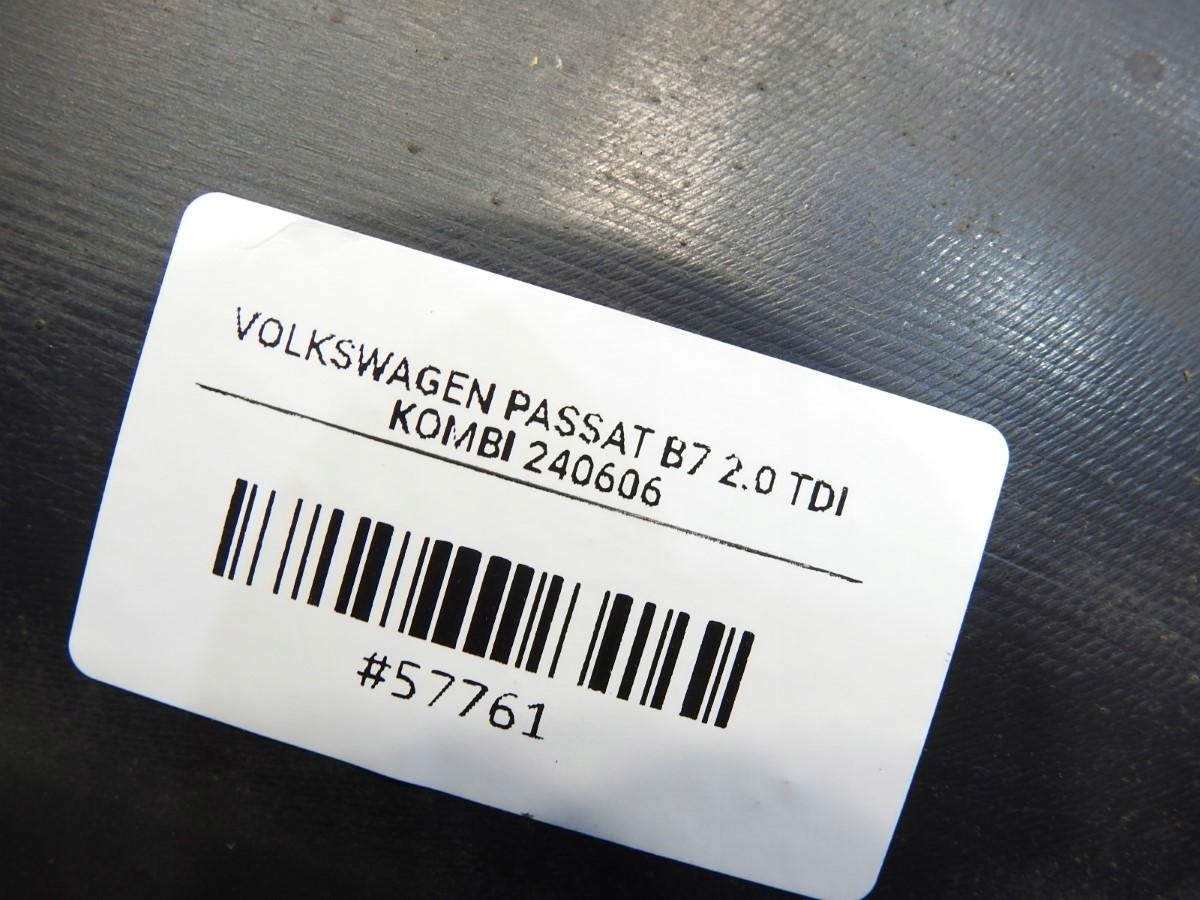 VOLKSWAGEN PASSAT B7 2.0 TDI
KOMBI 240606
#57761